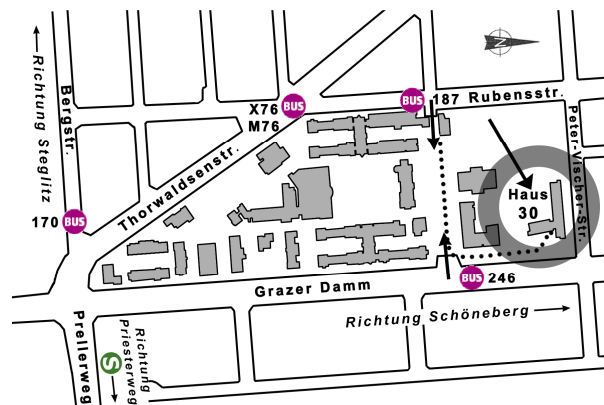 Richtung Steglitz
Bergstr.
X76
M76
BUS
BUS
187 Rubensstr.
N
Peter-Vischer-Str.
Thorwaldsenstr.
170
BUS
Haus
30
BUS
246
Grazer Damm
Richtung Schöneberg
Prellerweg
S
Richtung
Priesterweg